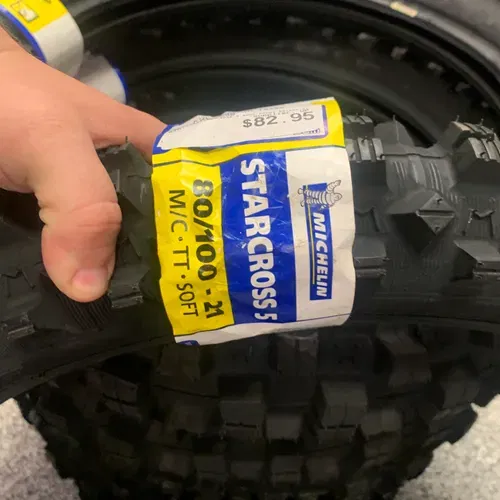 $82.95
MICHELIN
STARCROSS 5
80/100 - 21
M/C · TT · SOFT